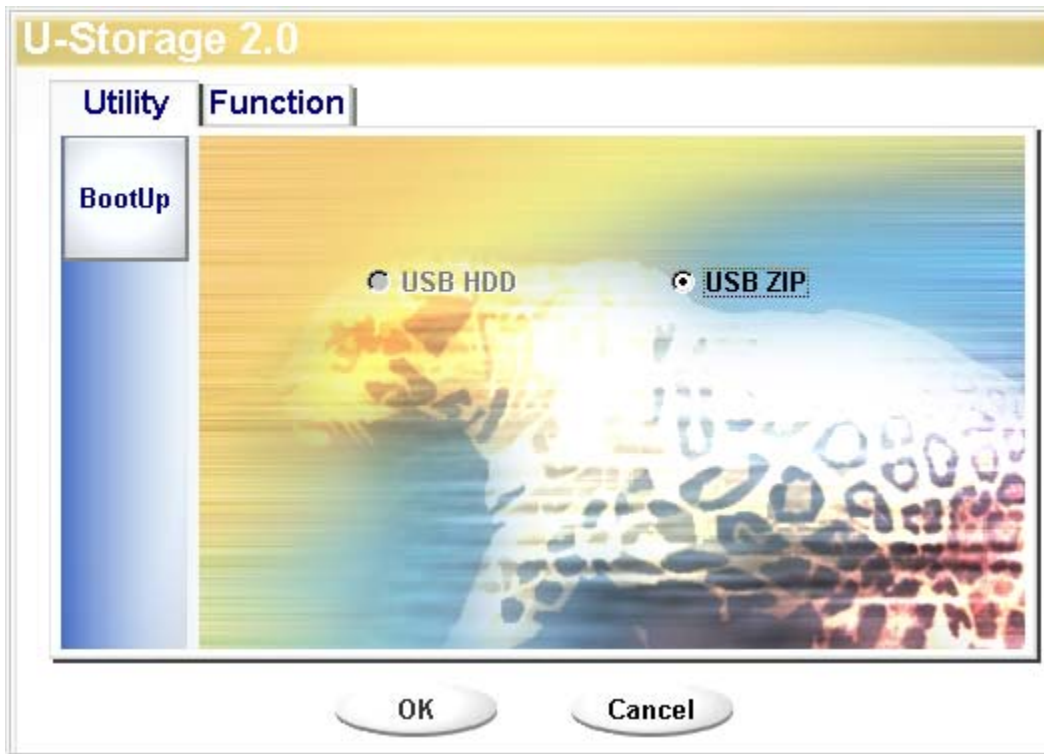 U-Storage 2.0
Utility Function
BootUp
USB HDD USB ZIP
OK Cancel